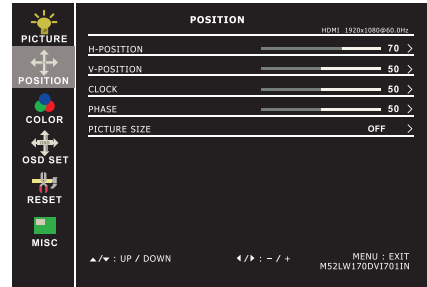 POSITION
HDMI 1920x1080@60.0Hz
PICTURE
POSITION
COLOR
OSD
OSD SET
RESET
MISC
H-POSITION 70 >
V-POSITION 50 >
CLOCK 50 >
PHASE 50 >
PICTURE SIZE OFF >
▲/▼ : UP / DOWN ◀/▶ : - / + MENU : EXIT
M52LW170DVI701IN